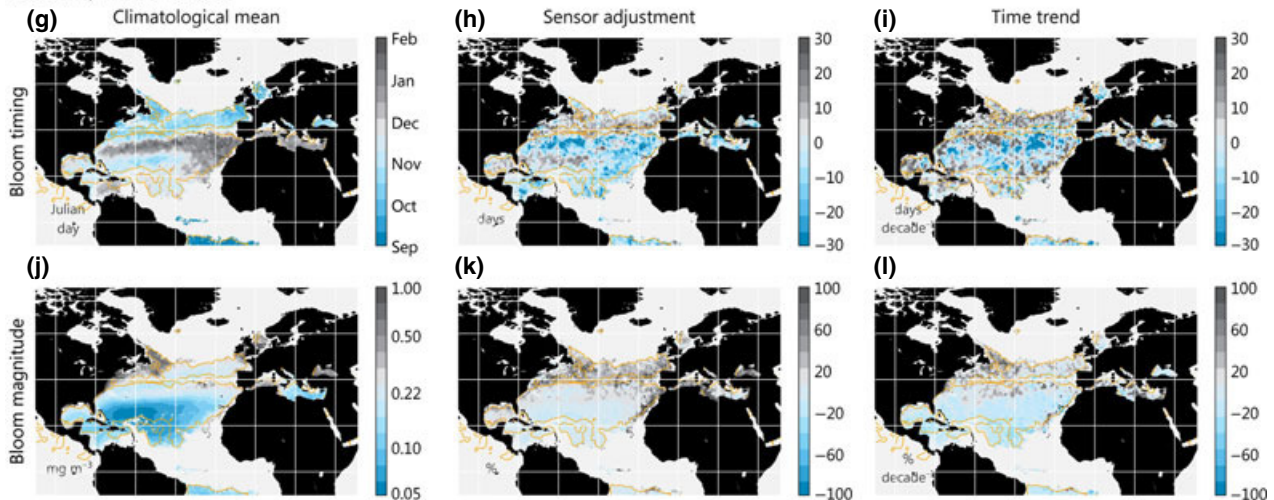 (g) Climatological mean
(h) Sensor adjustment
(i) Time trend
Bloom timing
Feb
Jan
Dec
Nov
Oct
Sep
Julian
day
30
20
10
0
−10
−20
−30
days
30
20
10
0
−10
−20
−30
days
decade
(j)
(k)
(l)
Bloom magnitude
1.00
0.50
0.22
0.10
0.05
mg m⁻³
100
60
20
−20
−60
−100
%
100
60
20
−20
−60
−100
%
decade